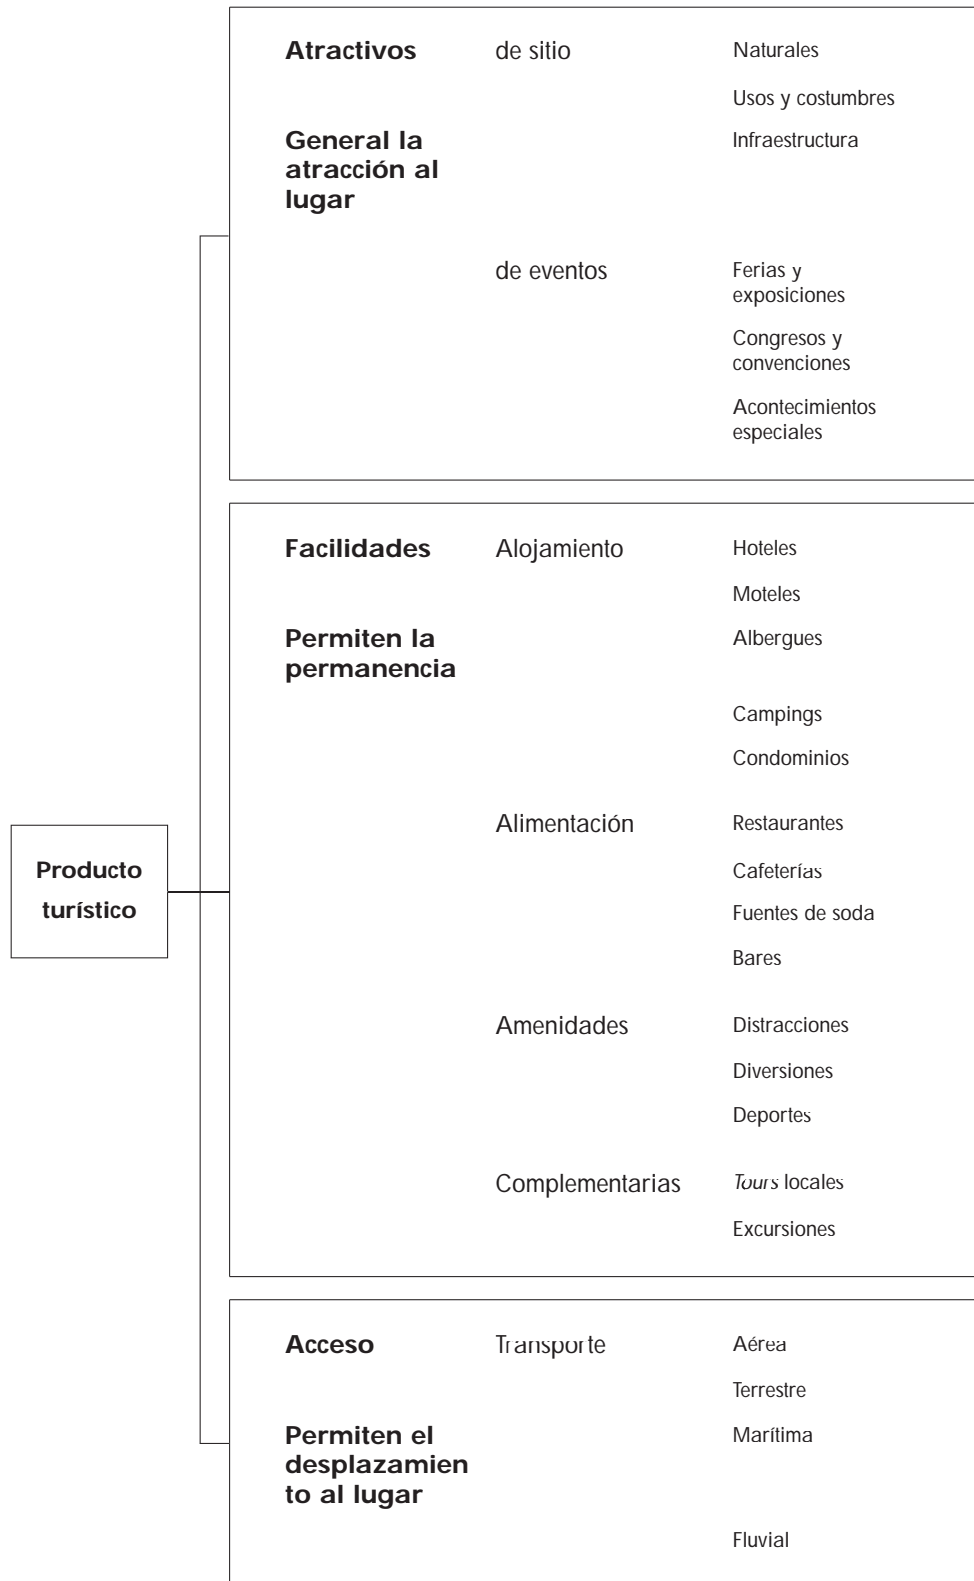 Atractivos
de sitio
Naturales
Usos y costumbres
General la
atracción al
lugar
Infraestructura
de eventos
Ferias y
exposiciones
Congresos y
convenciones
Acontecimientos
especiales
Facilidades
Alojamiento
Hoteles
Moteles
Permiten la
permanencia
Albergues
Campings
Condominios
Alimentación
Restaurantes
Cafeterías
Fuentes de soda
Bares
Producto
turístico
Amenidades
Distracciones
Diversiones
Deportes
Complementarias
Tours locales
Excursiones
Acceso
Transporte
Aérea
Terrestre
Permiten el
desplazamien
to al lugar
Marítima
Fluvial